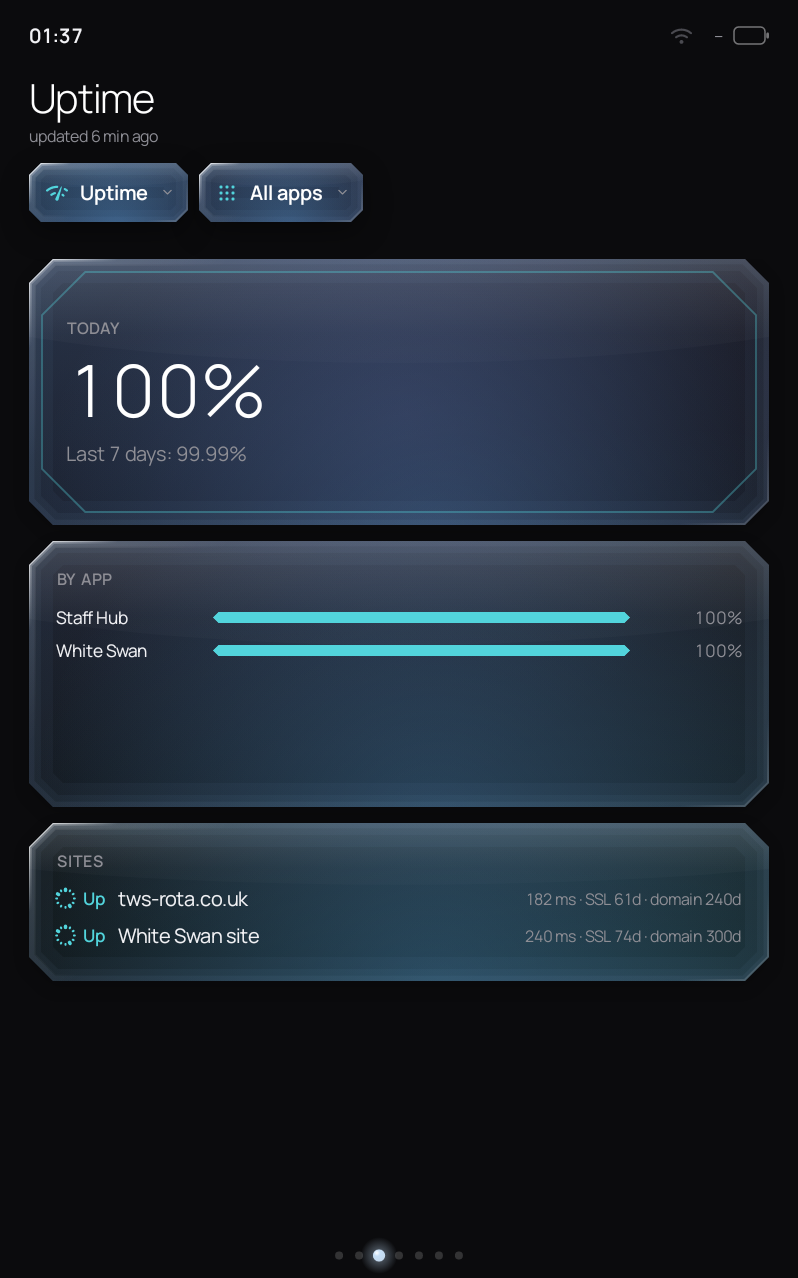 01:37 –
Uptime
updated 6 min ago
Uptime All apps
TODAY
100%
Last 7 days: 99.99%
BY APP
Staff Hub 100%
White Swan 100%
SITES
Up tws-rota.co.uk 182 ms · SSL 61d · domain 240d
Up White Swan site 240 ms · SSL 74d · domain 300d